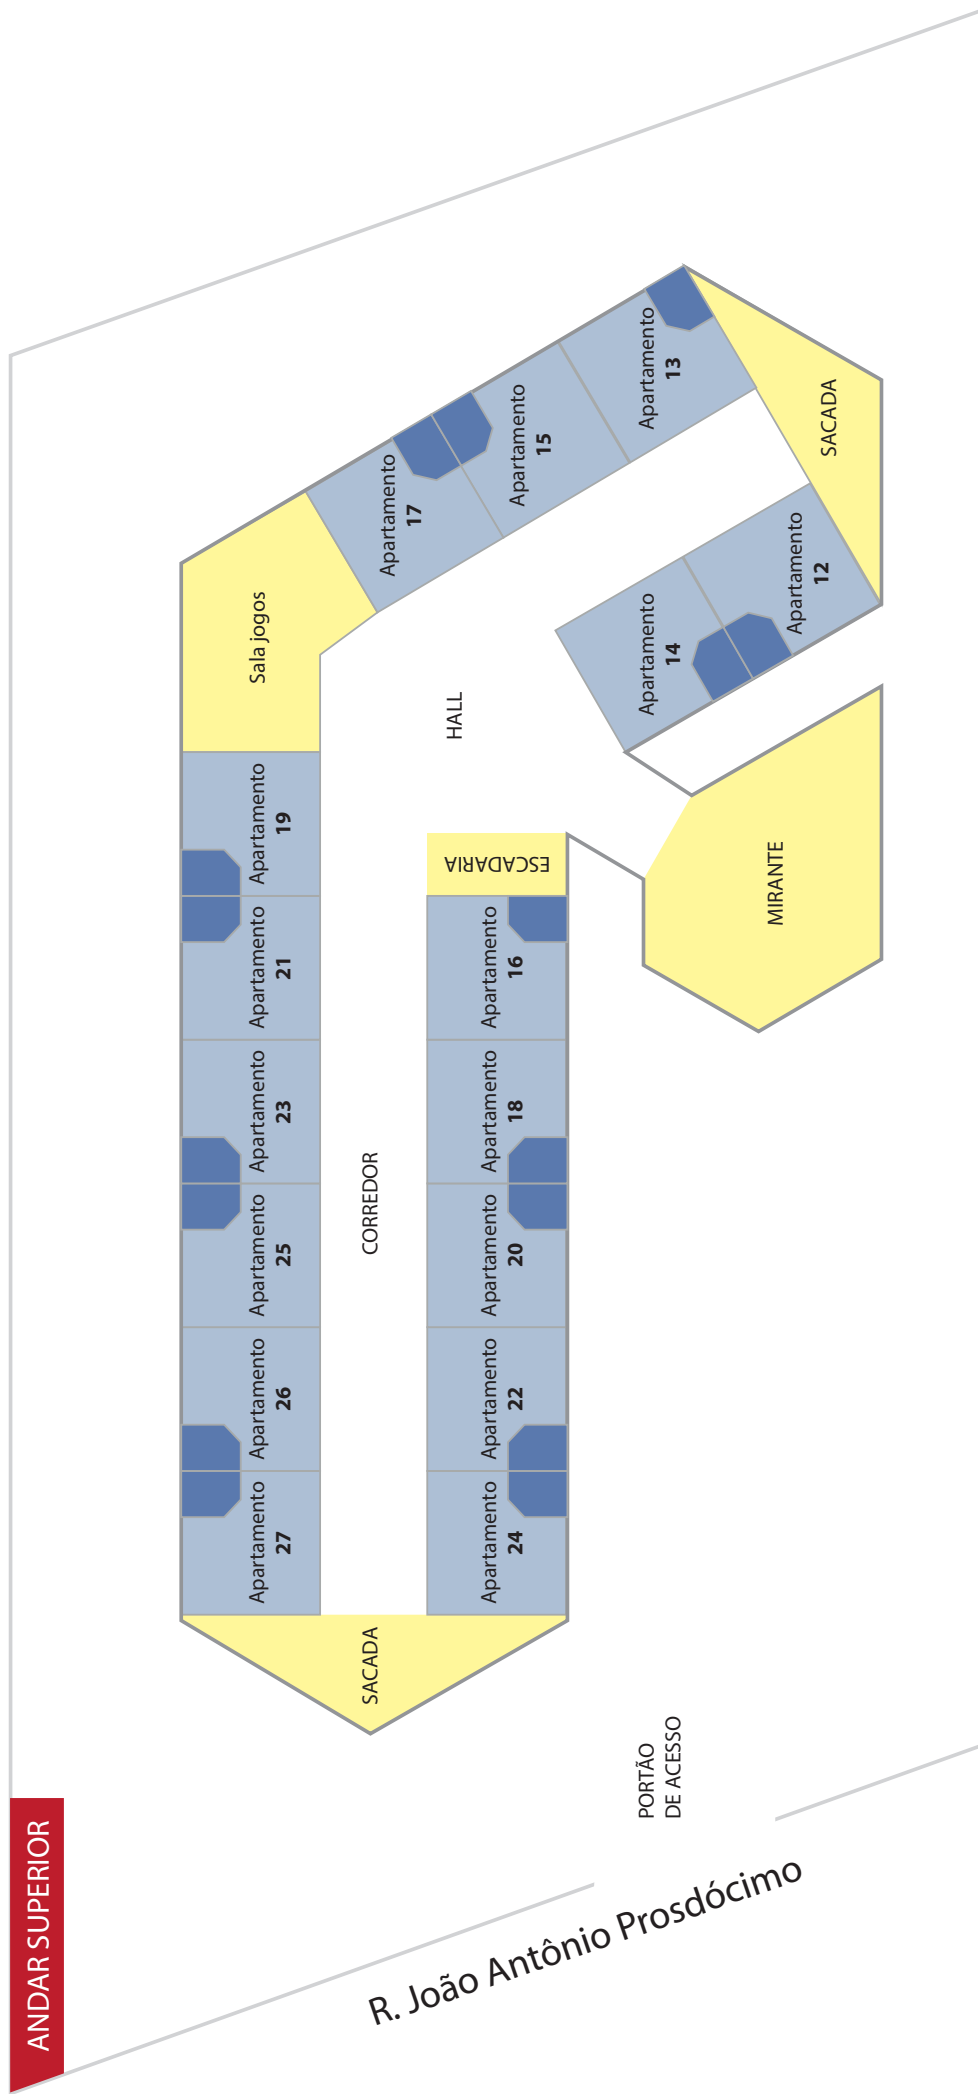 ANDAR SUPERIOR
Apartamento
27
Apartamento
26
Apartamento
25
Apartamento
23
Apartamento
21
Apartamento
19
Sala jogos
SACADA
CORREDOR
HALL
Apartamento
17
Apartamento
15
Apartamento
13
Apartamento
24
Apartamento
22
Apartamento
20
Apartamento
18
Apartamento
16
ESCADARIA
Apartamento
14
Apartamento
12
SACADA
MIRANTE
PORTÃO
DE ACESSO
R. João Antônio Prosdócimo